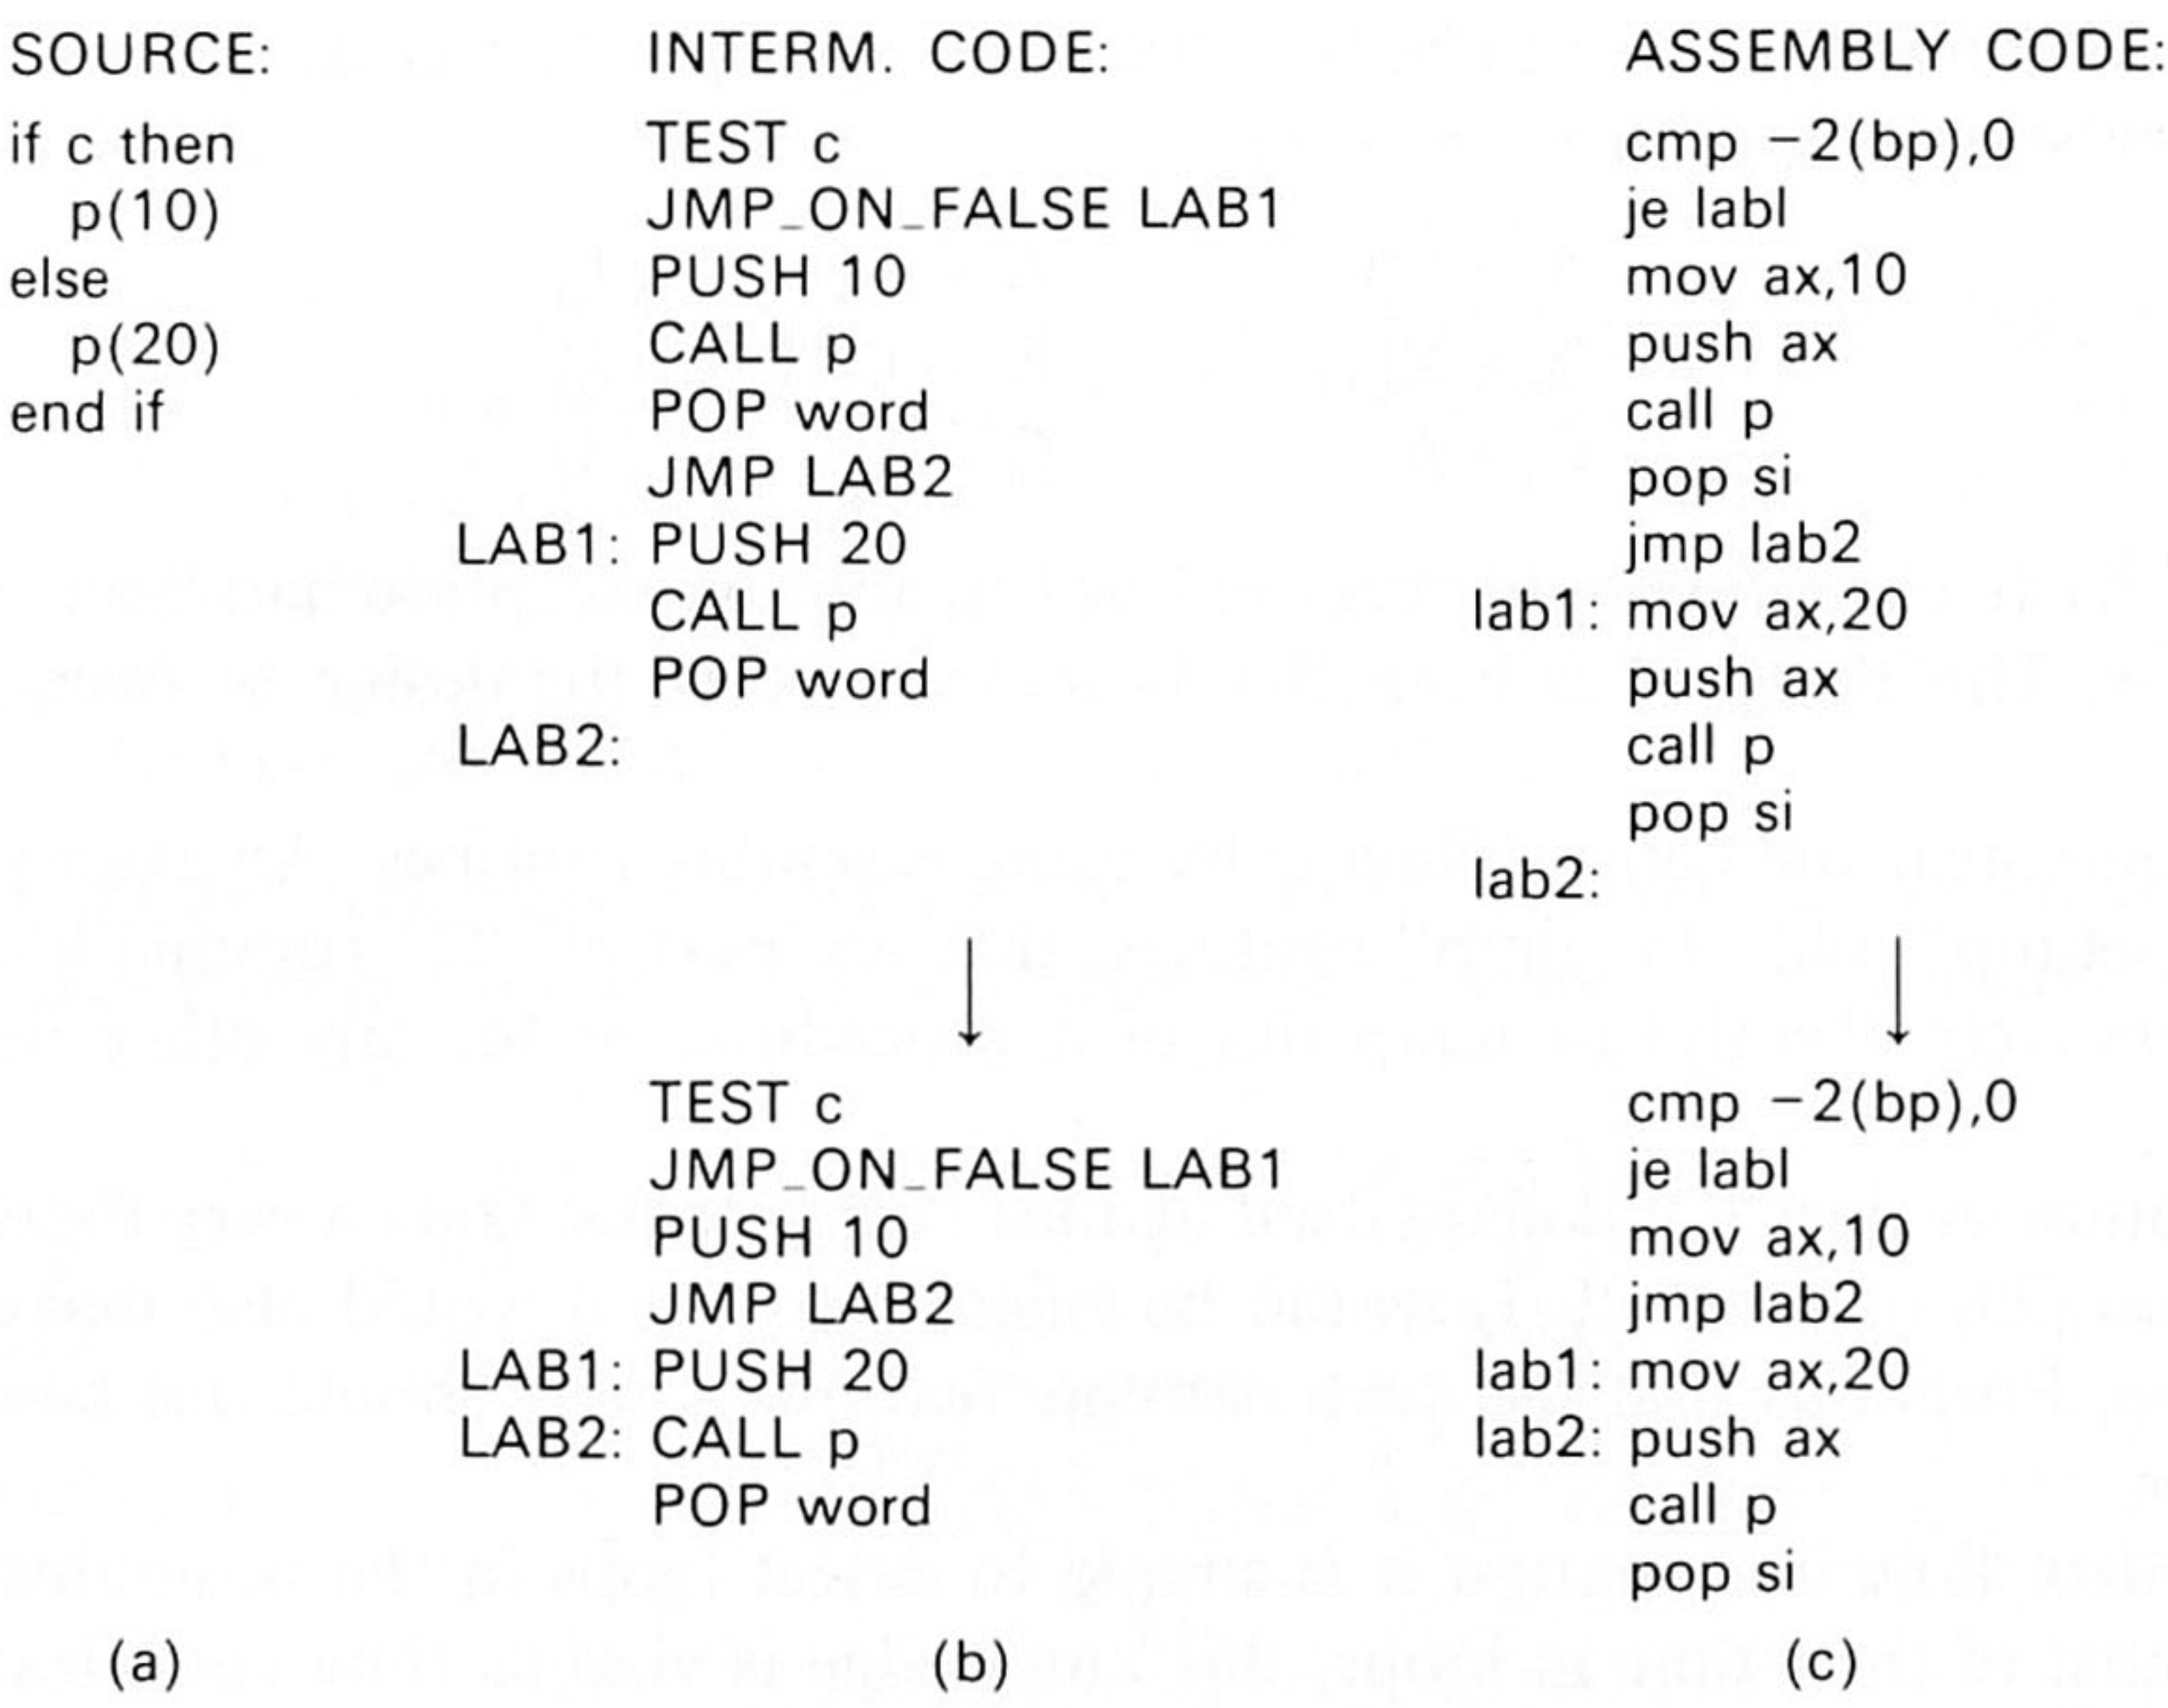 SOURCE:
if c then
p(10)
else
p(20)
end if
INTERM. CODE:
TEST c
JMP_ON_FALSE LAB1
PUSH 10
CALL p
POP word
JMP LAB2
LAB1: PUSH 20
CALL p
POP word
LAB2:
TEST c
JMP_ON_FALSE LAB1
PUSH 10
JMP LAB2
LAB1: PUSH 20
LAB2: CALL p
POP word
ASSEMBLY CODE:
cmp −2(bp),0
je labl
mov ax,10
push ax
call p
pop si
jmp lab2
lab1: mov ax,20
push ax
call p
pop si
lab2:
cmp −2(bp),0
je labl
mov ax,10
jmp lab2
lab1: mov ax,20
lab2: push ax
call p
pop si
(a)
(b)
(c)